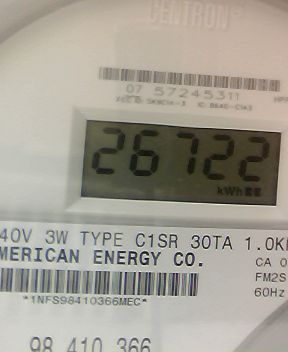 CENTRON®
07 57245311
26722
kWh
40V 3W TYPE C1SR 30TA 1.0K
MERICAN ENERGY CO.
CA 0
FM2S
60Hz
*1NFS98410366MEC*
98 410 366